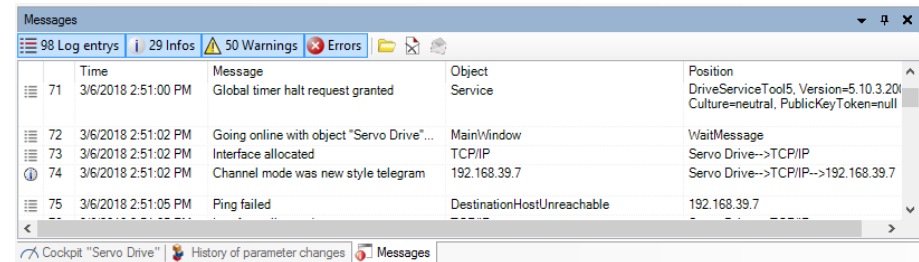 Messages
98 Log entrys 29 Infos 50 Warnings Errors
Time Message Object Position
71 3/6/2018 2:51:00 PM Global timer halt request granted Service DriveServiceTool5, Version=5.10.3.20
Culture=neutral, PublicKeyToken=null
72 3/6/2018 2:51:02 PM Going online with object "Servo Drive"... MainWindow WaitMessage
73 3/6/2018 2:51:02 PM Interface allocated TCP/IP Servo Drive-->TCP/IP
74 3/6/2018 2:51:02 PM Channel mode was new style telegram 192.168.39.7 Servo Drive-->TCP/IP-->192.168.39.7
75 3/6/2018 2:51:05 PM Ping failed DestinationHostUnreachable 192.168.39.7
Cockpit "Servo Drive" History of parameter changes Messages